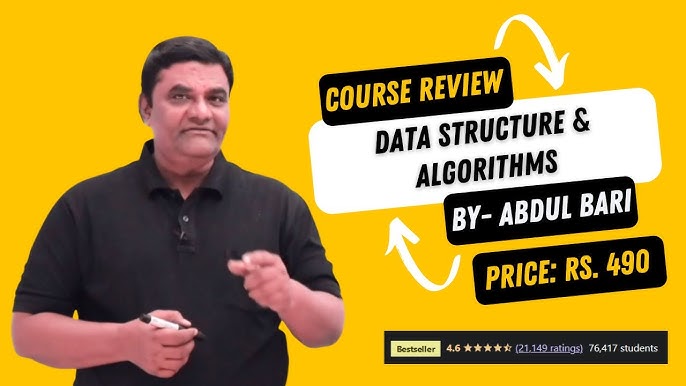 COURSE REVIEW
DATA STRUCTURE &
ALGORITHMS
BY- ABDUL BARI
PRICE: RS. 490
Bestseller 4.6 (21,149 ratings) 76,417 students